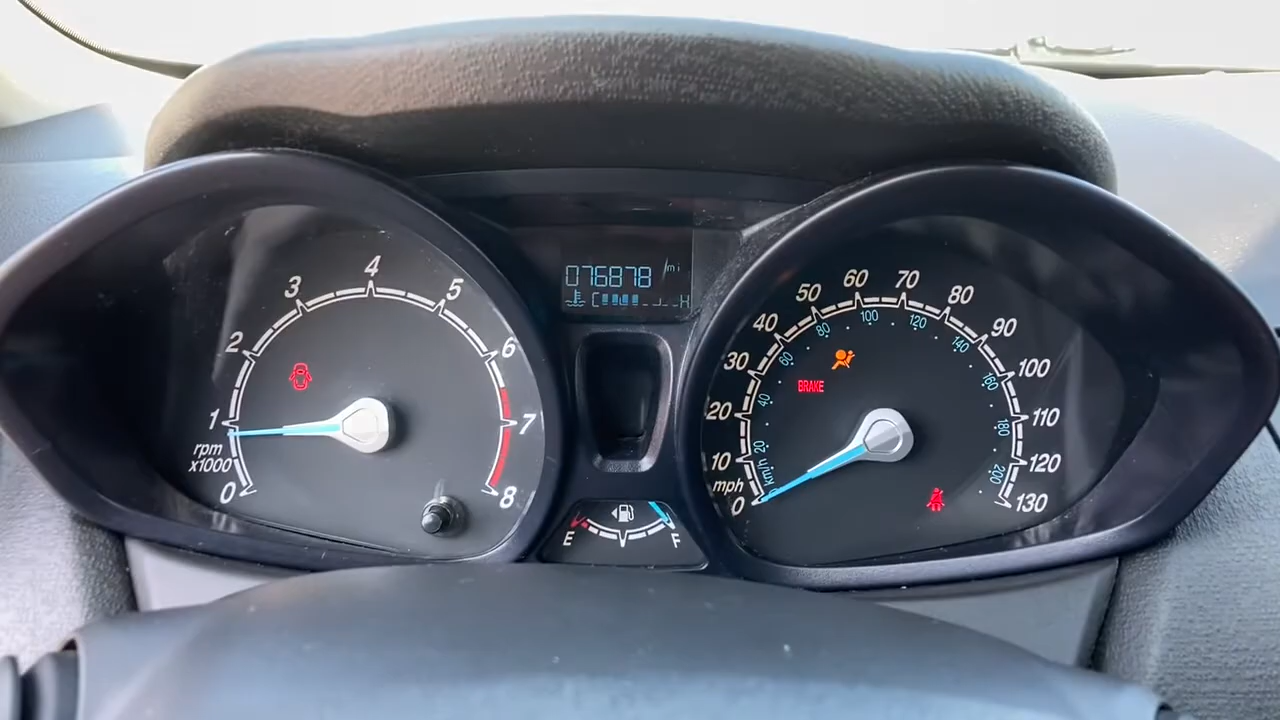 076878 mi
C H
0 1 2 3 4 5 6 7 8
rpm
x1000
E F
0 10 20 30 40 50 60 70 80 90 100 110 120 130
mph
km/h 20 40 60 80 100 120 140 160 180 200
BRAKE